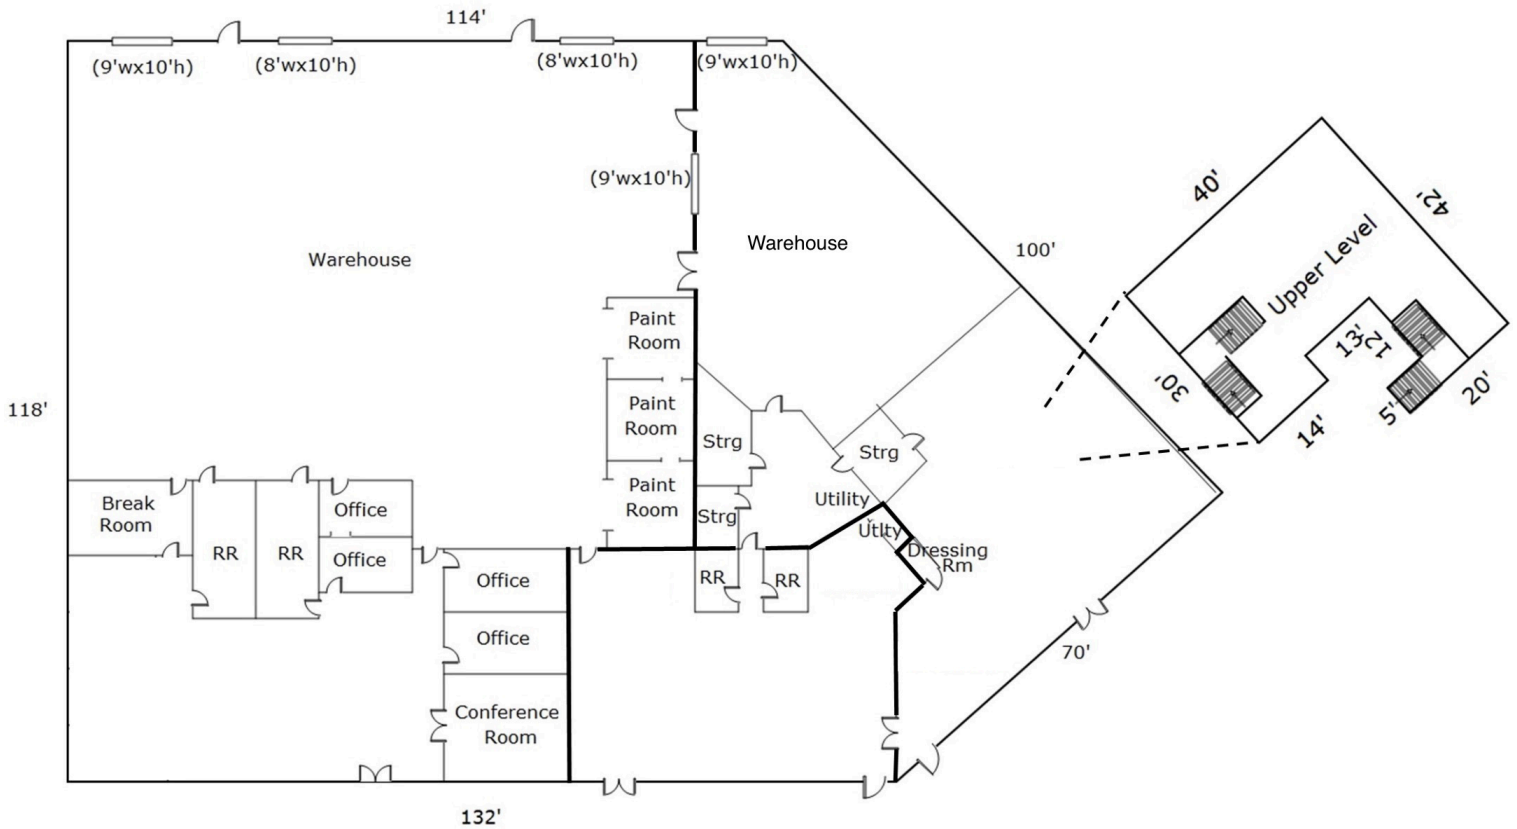 114'
(9'wx10'h)
(8'wx10'h)
(8'wx10'h)
(9'wx10'h)
(9'wx10'h)
Warehouse
Warehouse
100'
40'
42'
Upper Level
13'
12'
30'
14'
5'
20'
118'
Paint
Room
Paint
Room
Paint
Room
Strg
Strg
Strg
Utility
Utlty
Dressing
Rm
Break
Room
RR
RR
Office
Office
Office
Office
Conference
Room
RR
RR
70'
132'